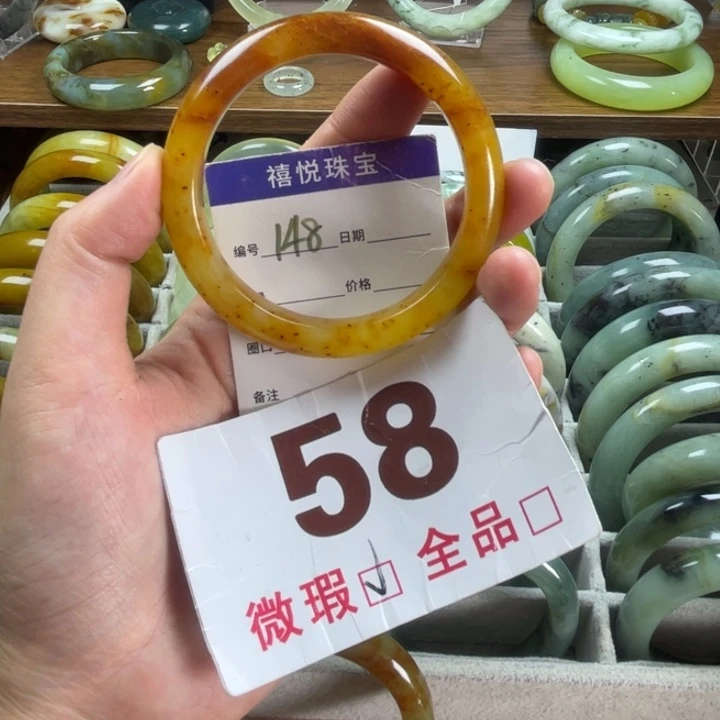 禧悦珠宝
编号 148 日期
价格
圈口
备注
58
微瑕 ☑ 全品 ☐